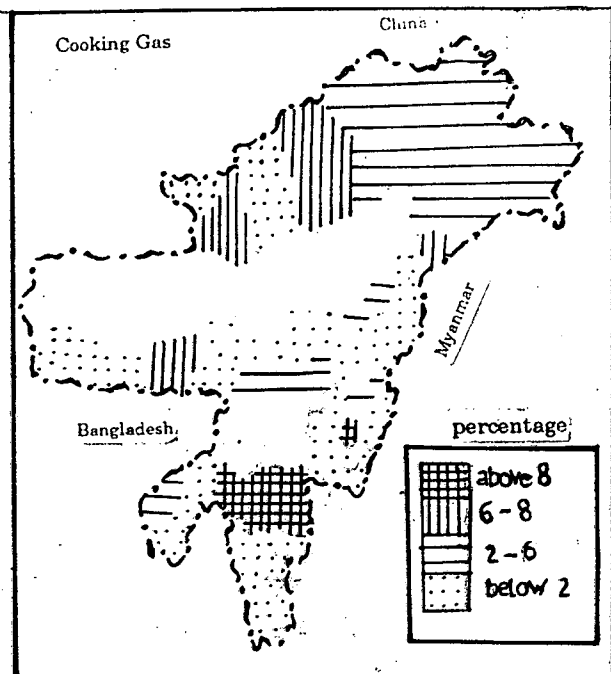 China
Cooking Gas
Myanmar
Bangladesh
percentage
above 8
6-8
2-6
below 2